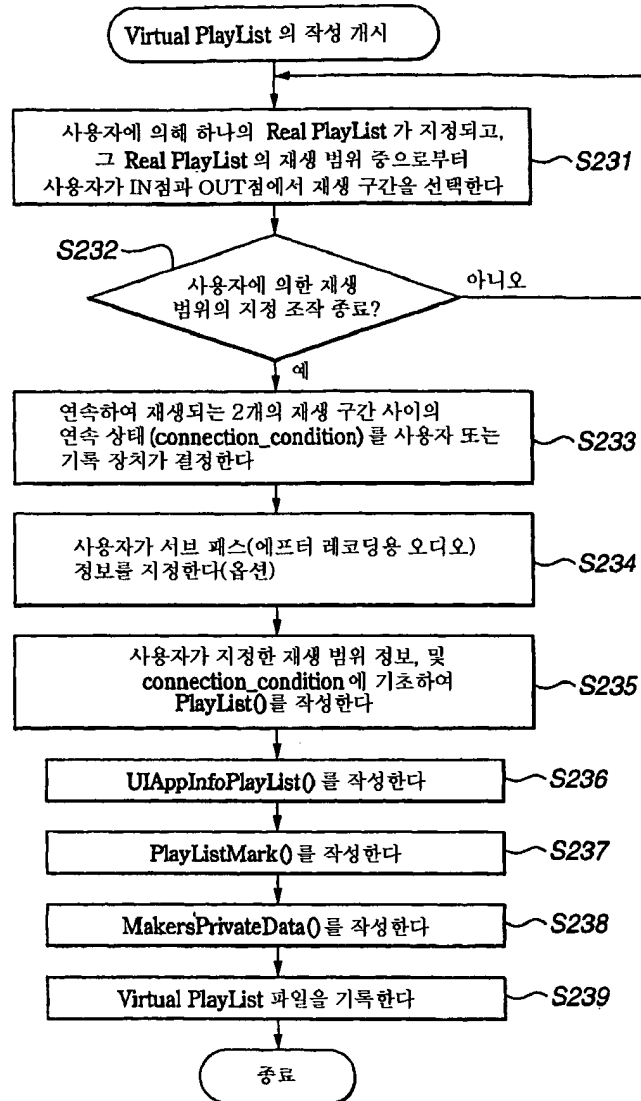 Virtual PlayList 의 작성 개시
사용자에 의해 하나의 Real PlayList 가 지정되고,
그 Real PlayList 의 재생 범위 중으로부터
사용자가 IN점과 OUT점에서 재생 구간을 선택한다
S231
S232
사용자에 의한 재생
범위의 지정 조작 종료?
아니오
예
연속하여 재생되는 2개의 재생 구간 사이의
연속 상태 (connection_condition) 를 사용자 또는
기록 장치가 결정한다
S233
사용자가 서브 패스(에프터 레코딩용 오디오)
정보를 지정한다(옵션)
S234
사용자가 지정한 재생 범위 정보, 및
connection_condition 에 기초하여
PlayList()를 작성한다
S235
UIAppInfoPlayList() 를 작성한다
S236
PlayListMark() 를 작성한다
S237
MakersPrivateData() 를 작성한다
S238
Virtual PlayList 파일을 기록한다
S239
종료